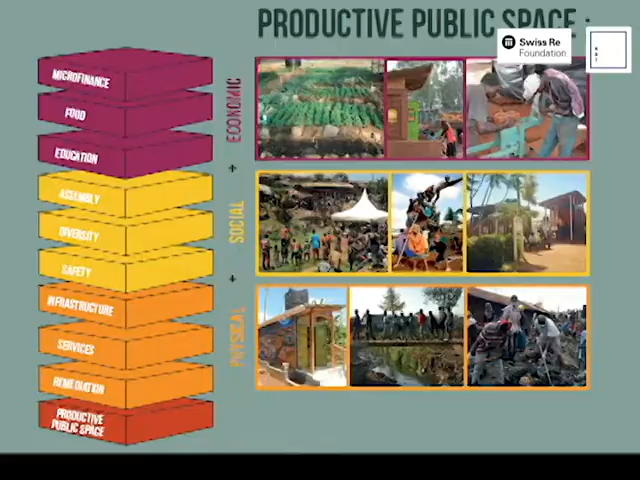 PRODUCTIVE PUBLIC SPACE :
Swiss Re
Foundation
MICROFINANCE
FOOD
EDUCATION
ECONOMIC
+
ASSEMBLY
DIVERSITY
SAFETY
SOCIAL
+
INFRASTRUCTURE
SERVICES
REMEDIATION
PHYSICAL
PRODUCTIVE
PUBLIC SPACE